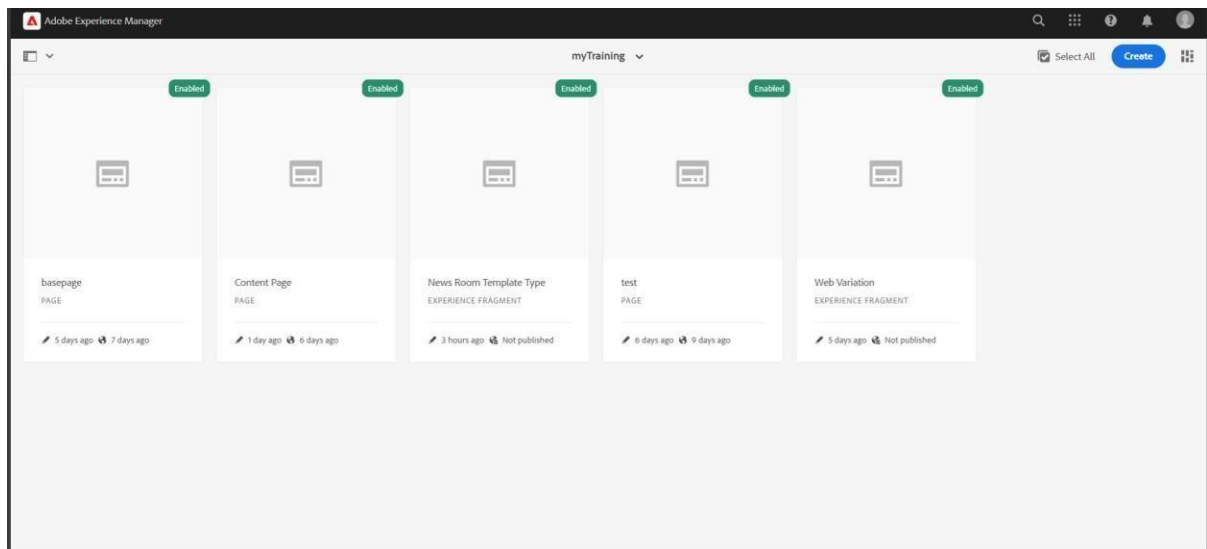 Adobe Experience Manager
myTraining
Select All
Create
Enabled
Enabled
Enabled
Enabled
Enabled
basepage
PAGE
5 days ago 7 days ago
Content Page
PAGE
1 day ago 6 days ago
News Room Template Type
EXPERIENCE FRAGMENT
3 hours ago Not published
test
PAGE
6 days ago 9 days ago
Web Variation
EXPERIENCE FRAGMENT
5 days ago Not published